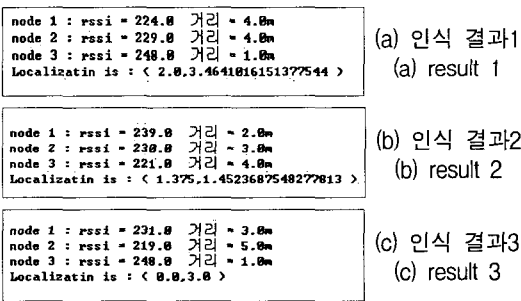 node 1 : rssi = 224.0 거리 = 4.0m
node 2 : rssi = 229.0 거리 = 4.0m
node 3 : rssi = 248.0 거리 = 1.0m
Localizatin is : ( 2.0,3.4641016151377544 )
(a) 인식 결과1
(a) result 1
node 1 : rssi = 239.0 거리 = 2.0m
node 2 : rssi = 230.0 거리 = 3.0m
node 3 : rssi = 221.0 거리 = 4.0m
Localizatin is : ( 1.375,1.4523687548277813 )
(b) 인식 결과2
(b) result 2
node 1 : rssi = 231.0 거리 = 3.0m
node 2 : rssi = 219.0 거리 = 5.0m
node 3 : rssi = 248.0 거리 = 1.0m
Localizatin is : ( 0.0,3.0 )
(c) 인식 결과3
(c) result 3